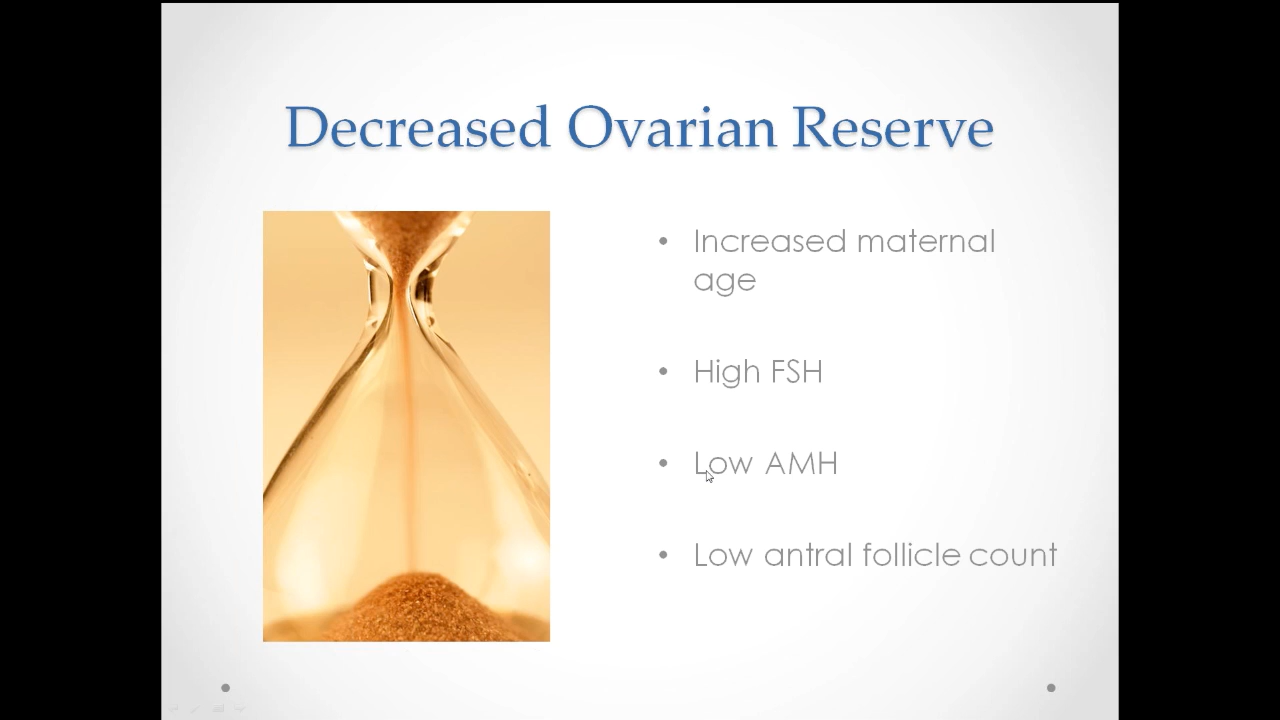 Decreased Ovarian Reserve
• Increased maternal
age
• High FSH
• Low AMH
• Low antral follicle count